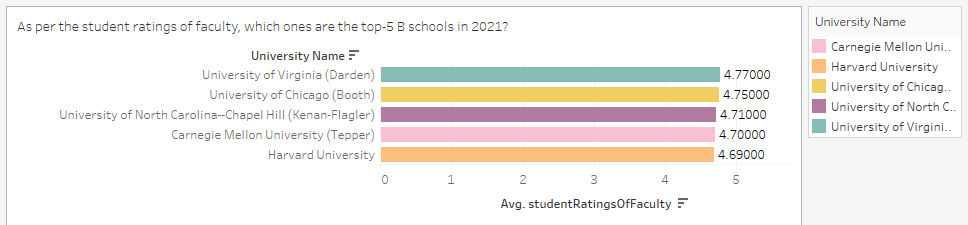 As per the student ratings of faculty, which ones are the top-5 B schools in 2021?
University Name
University of Virginia (Darden) 4.77000
University of Chicago (Booth) 4.75000
University of North Carolina--Chapel Hill (Kenan-Flagler) 4.71000
Carnegie Mellon University (Tepper) 4.70000
Harvard University 4.69000
0 1 2 3 4 5
Avg. studentRatingsOfFaculty
University Name
Carnegie Mellon Uni..
Harvard University
University of Chicag..
University of North C..
University of Virgini..